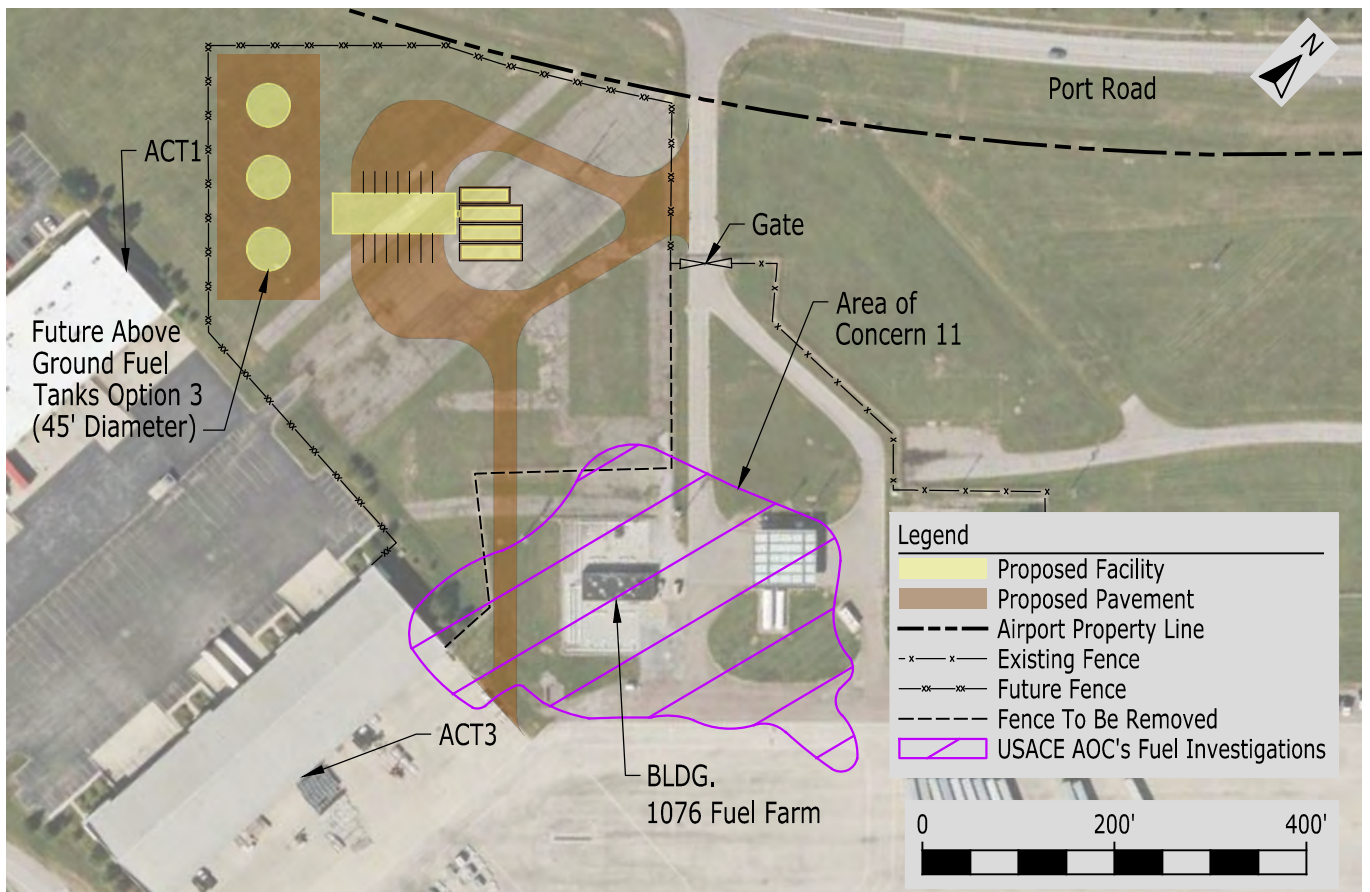 N
Port Road
ACT1
Gate
Area of
Concern 11
Future Above
Ground Fuel
Tanks Option 3
(45' Diameter)
Legend
Proposed Facility
Proposed Pavement
Airport Property Line
Existing Fence
Future Fence
Fence To Be Removed
USACE AOC's Fuel Investigations
ACT3
BLDG.
1076 Fuel Farm
0 200' 400'